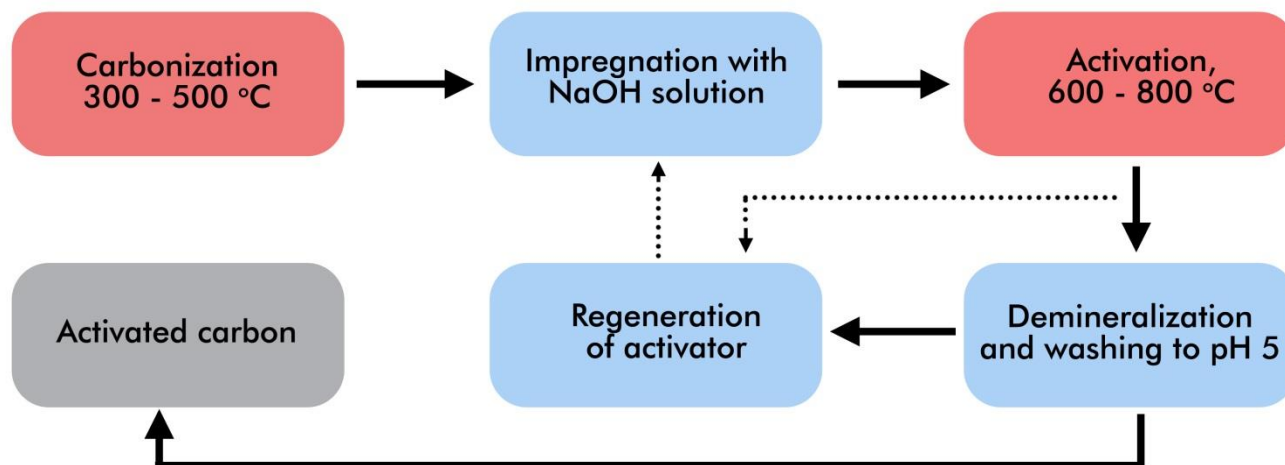 Carbonization
300 - 500 °C
Impregnation with
NaOH solution
Activation,
600 - 800 °C
Activated carbon
Regeneration
of activator
Demineralization
and washing to pH 5